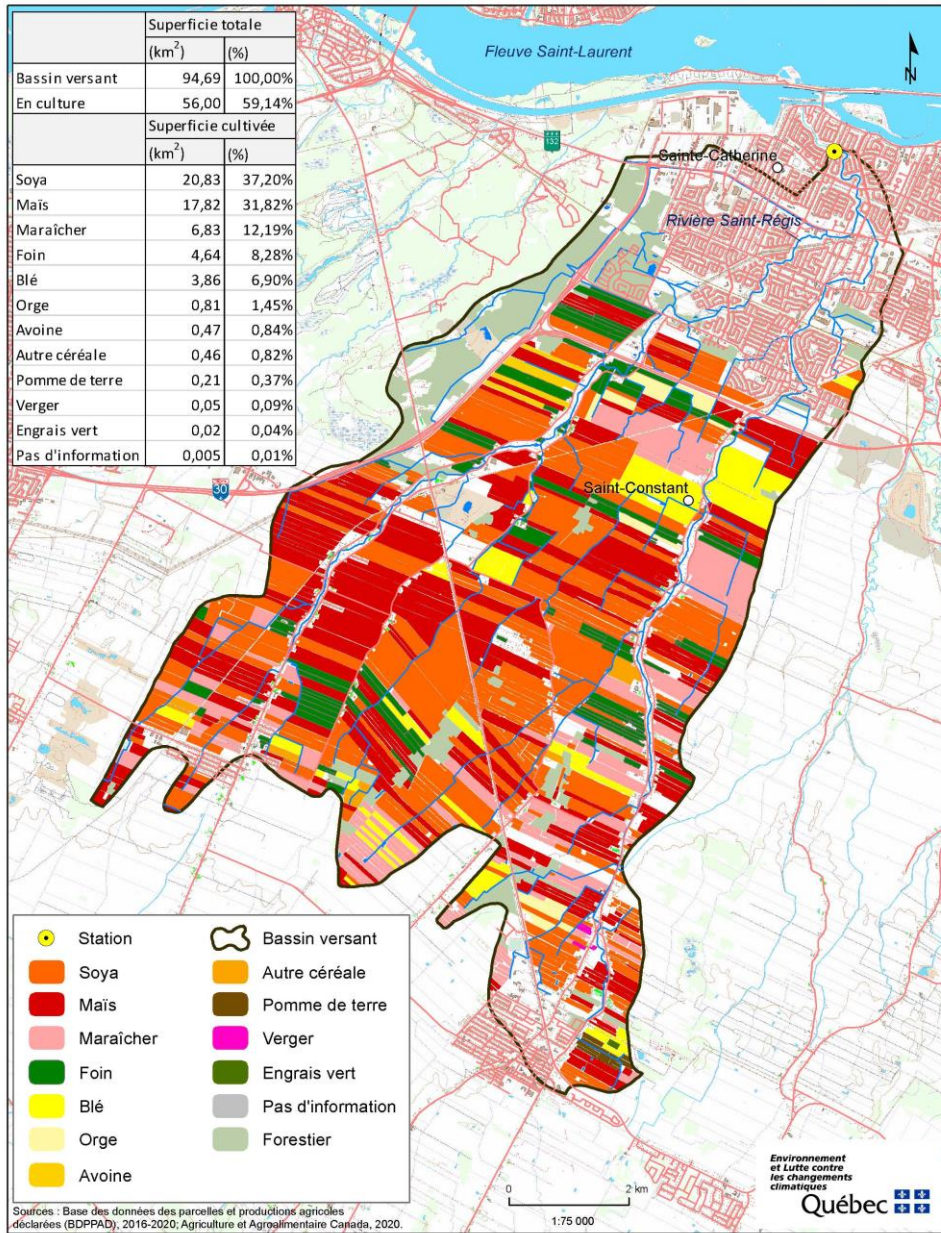 Superficie totale
(km²) (%)
Bassin versant 94,69 100,00%
En culture 56,00 59,14%
Superficie cultivée
(km²) (%)
Soya 20,83 37,20%
Maïs 17,82 31,82%
Maraîcher 6,83 12,19%
Foin 4,64 8,28%
Blé 3,86 6,90%
Orge 0,81 1,45%
Avoine 0,47 0,84%
Autre céréale 0,46 0,82%
Pomme de terre 0,21 0,37%
Verger 0,05 0,09%
Engrais vert 0,02 0,04%
Pas d'information 0,005 0,01%
Fleuve Saint-Laurent
N
132
Sainte-Catherine
Rivière Saint-Régis
30
Saint-Constant
Station
Soya
Maïs
Maraîcher
Foin
Blé
Orge
Avoine
Bassin versant
Autre céréale
Pomme de terre
Verger
Engrais vert
Pas d'information
Forestier
Sources : Base des données des parcelles et productions agricoles
déclarées (BDPPAD), 2016-2020; Agriculture et Agroalimentaire Canada, 2020.
0 2 km
1:75 000
Environnement
et Lutte contre
les changements
climatiques
Québec